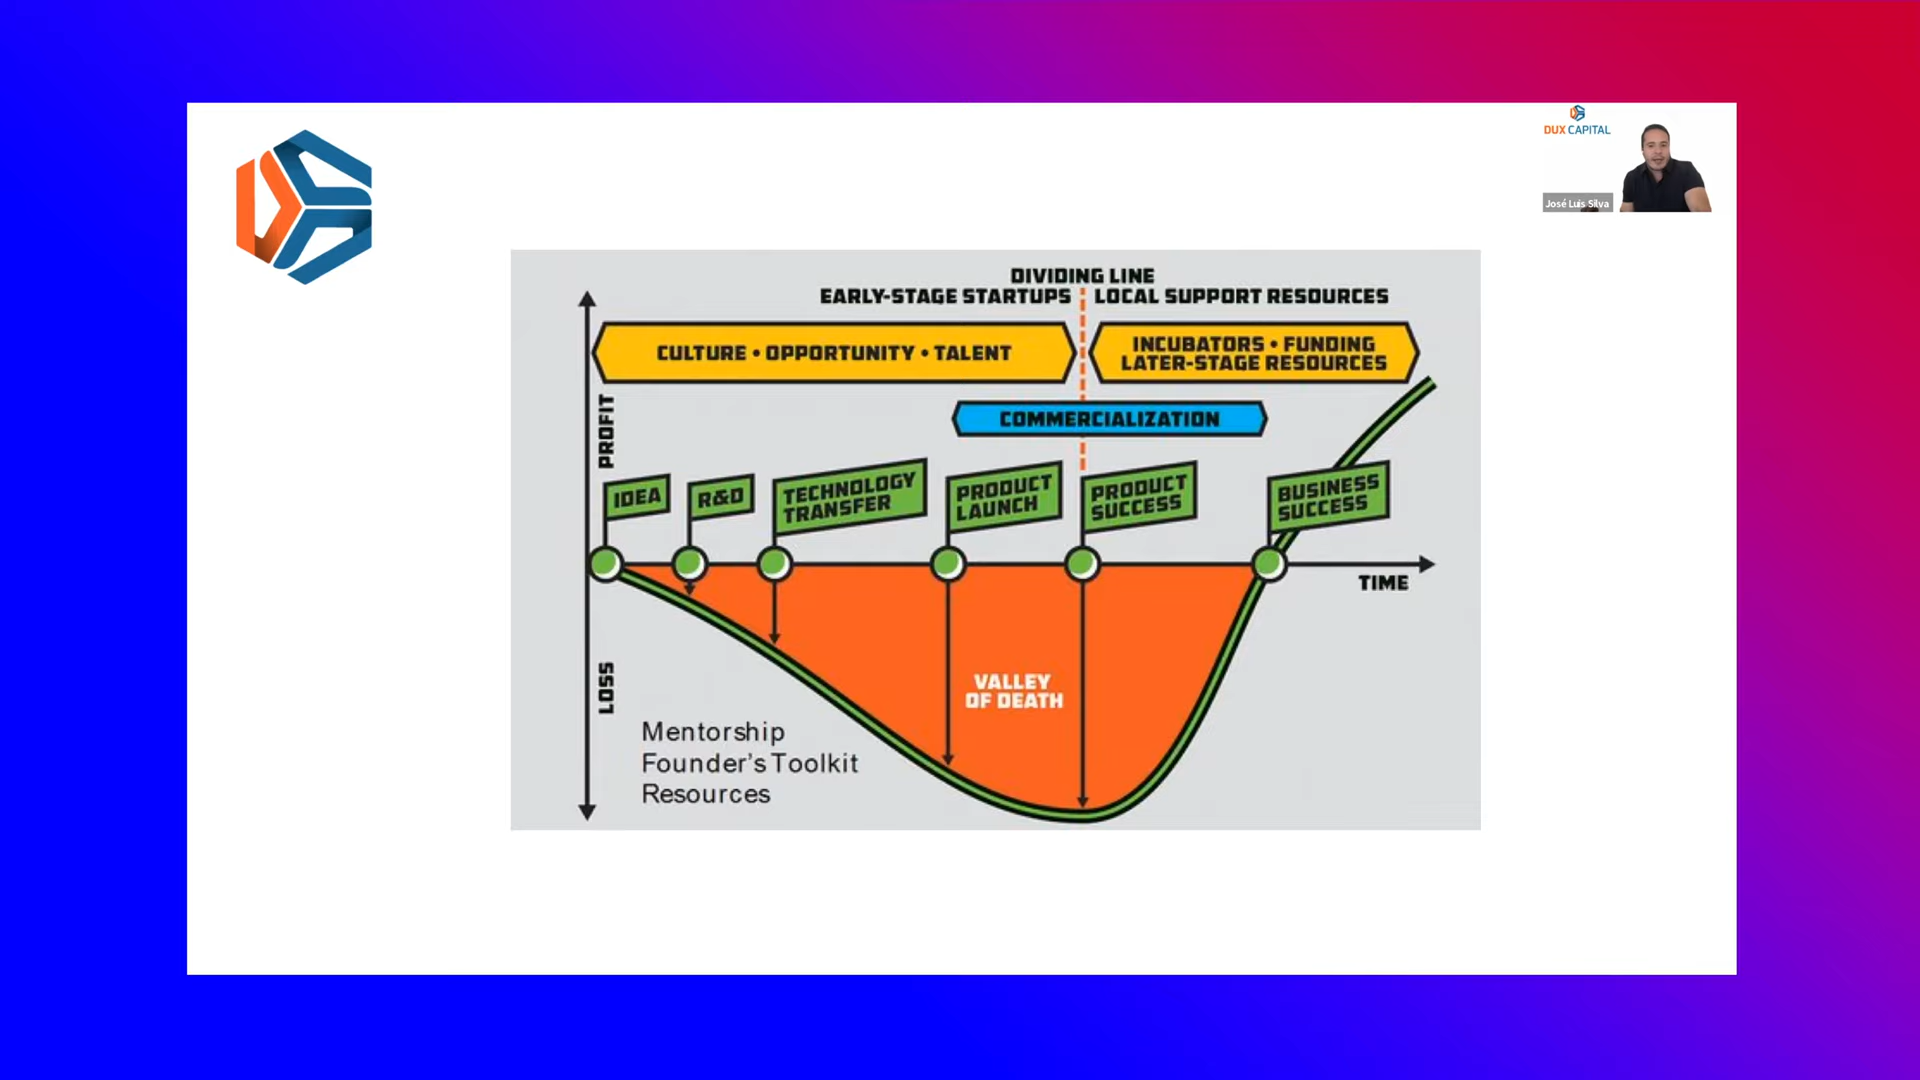 DUX CAPITAL
José Luis Silva
DIVIDING LINE
EARLY-STAGE STARTUPS
LOCAL SUPPORT RESOURCES
CULTURE • OPPORTUNITY • TALENT
INCUBATORS • FUNDING
LATER-STAGE RESOURCES
COMMERCIALIZATION
PROFIT
IDEA
R&D
TECHNOLOGY
TRANSFER
PRODUCT
LAUNCH
PRODUCT
SUCCESS
BUSINESS
SUCCESS
TIME
LOSS
VALLEY
OF DEATH
Mentorship
Founder's Toolkit
Resources